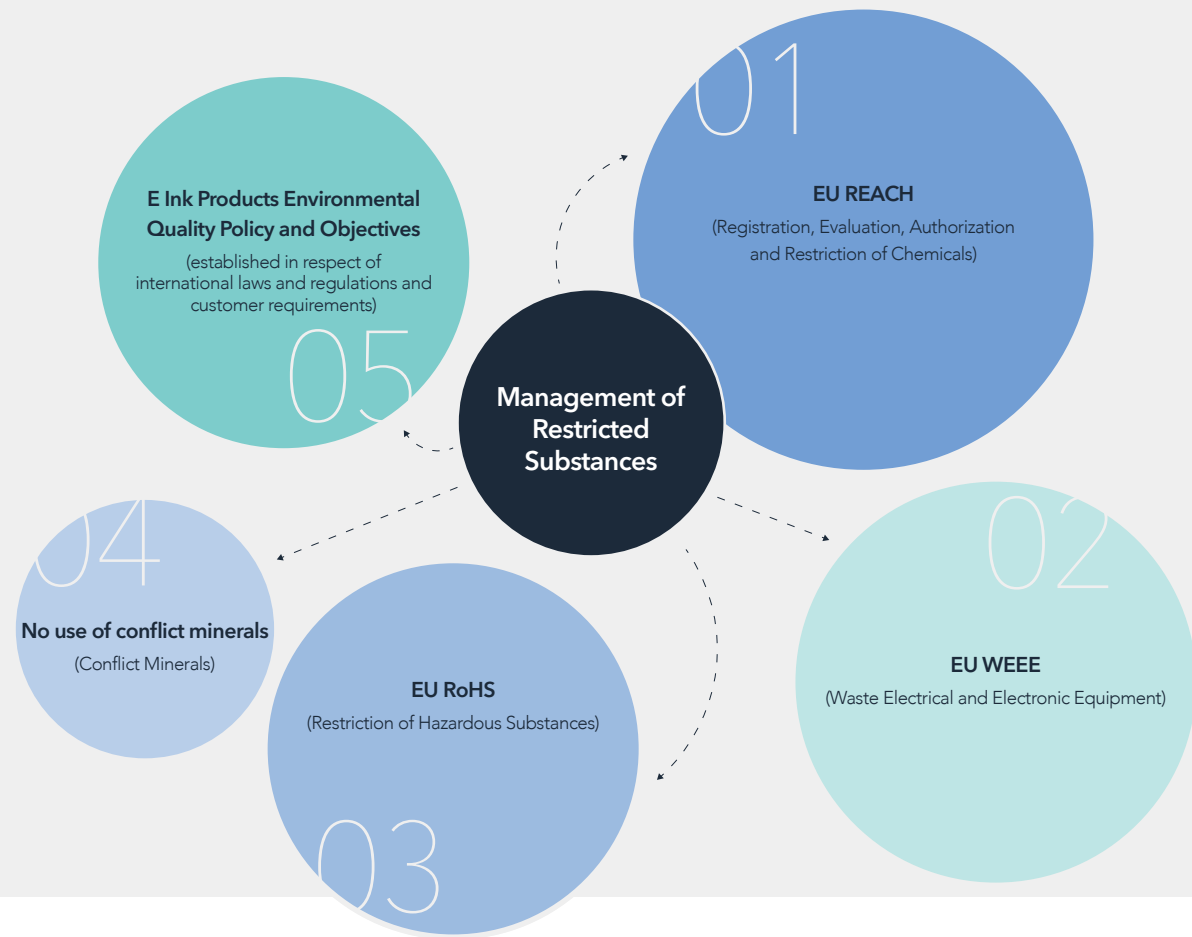 Management of
Restricted
Substances
01
EU REACH
(Registration, Evaluation, Authorization
and Restriction of Chemicals)
02
EU WEEE
(Waste Electrical and Electronic Equipment)
03
EU RoHS
(Restriction of Hazardous Substances)
04
No use of conflict minerals
(Conflict Minerals)
05
E Ink Products Environmental
Quality Policy and Objectives
(established in respect of
international laws and regulations and
customer requirements)